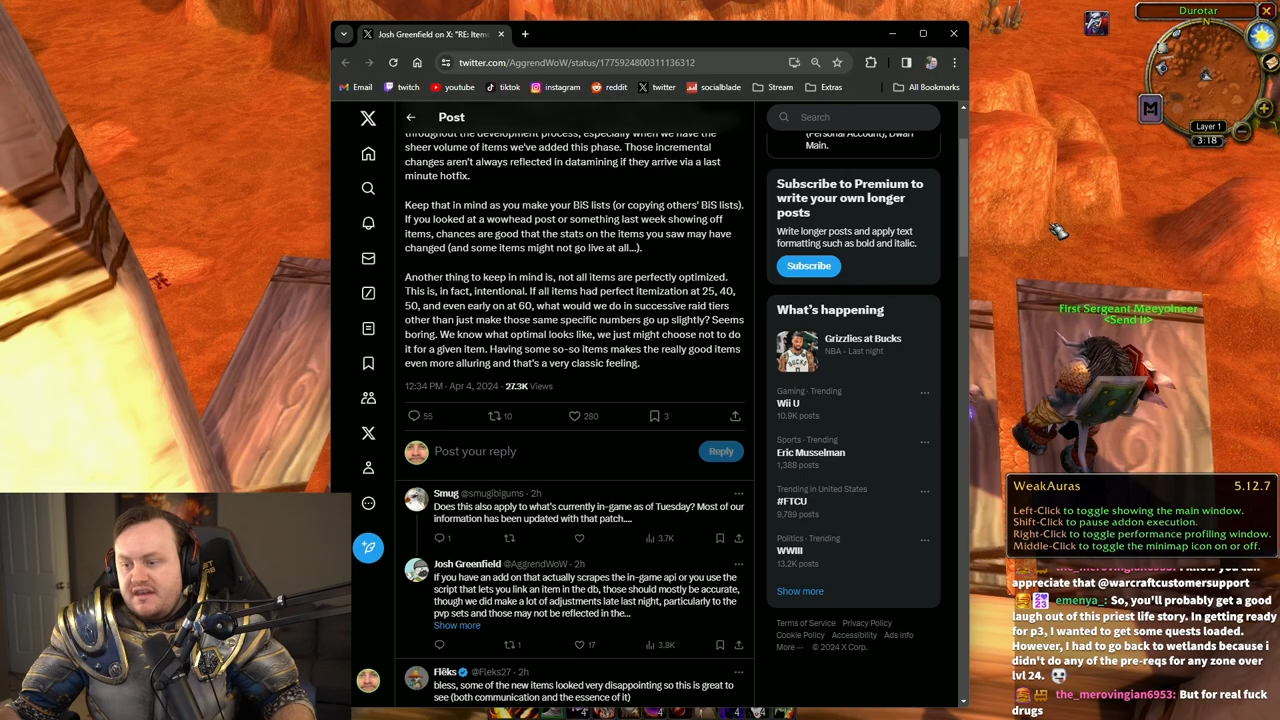 Josh Greenfield on X: "RE: Item
twitter.com/AggrendWoW/status/1775924800311136312
Email
twitch
youtube
tiktok
instagram
reddit
twitter
socialblade
Stream
Extras
All Bookmarks
Post
throughout the development process, especially when we have the
sheer volume of items we've added this phase. Those incremental
changes aren't always reflected in datamining if they arrive via a last
minute hotfix.
Keep that in mind as you make your BiS lists (or copying others' BiS lists).
If you looked at a wowhead post or something last week showing off
items, chances are good that the stats on the items you saw may have
changed (and some items might not go live at all...).
Another thing to keep in mind is, not all items are perfectly optimized.
This is, in fact, intentional. If all items had perfect itemization at 25, 40,
50, and even early on at 60, what would we do in successive raid tiers
other than just make those same specific numbers go up slightly? Seems
boring. We know what optimal looks like, we just might choose not to do
it for a given item. Having some so-so items makes the really good items
even more alluring and that's a very classic feeling.
12:34 PM · Apr 4, 2024 · 27.3K Views
55
10
280
3
Post your reply
Reply
Smug @smugibigums · 2h
Does this also apply to what's currently in-game as of Tuesday? Most of our
information has been updated with that patch....
1
3.7K
Josh Greenfield @AggrendWoW · 2h
If you have an add on that actually scrapes the in-game api or you use the
script that lets you link an item in the db, those should mostly be accurate,
though we did make a lot of adjustments late last night, particularly to the
pvp sets and those may not be reflected in the...
Show more
1
17
3.8K
Flêks @Fleks27 · 2h
bless, some of the new items looked very disappointing so this is great to
see (both communication and the essence of it)
Search
(Personal Account), Dwarf
Main.
Subscribe to Premium to
write your own longer
posts
Write longer posts and apply text
formatting such as bold and italic.
Subscribe
What's happening
Grizzlies at Bucks
NBA · Last night
Gaming · Trending
Wii U
10.9K posts
Sports · Trending
Eric Musselman
1,388 posts
Trending in United States
#FTCU
9,789 posts
Politics · Trending
WWIII
13.2K posts
Show more
Terms of Service Privacy Policy
Cookie Policy Accessibility Ads info
More ··· © 2024 X Corp.
Durotar
N
M
Layer 1
3:18
First Sergeant Meeyolneer
<Send It>
WeakAuras 5.12.7
Left-Click to toggle showing the main window.
Shift-Click to pause addon execution.
Right-Click to toggle performance profiling window.
Middle-Click to toggle the minimap icon on or off.
the_merovingian6953: I know you can
appreciate that @warcraftcustomersupport
emenya_: So, you'll probably get a good
laugh out of this priest life story. In getting ready
for p3, I wanted to get some quests loaded.
However, I had to go back to wetlands because i
didn't do any of the pre-reqs for any zone over
lvl 24.
the_merovingian6953: But for real fuck
drugs